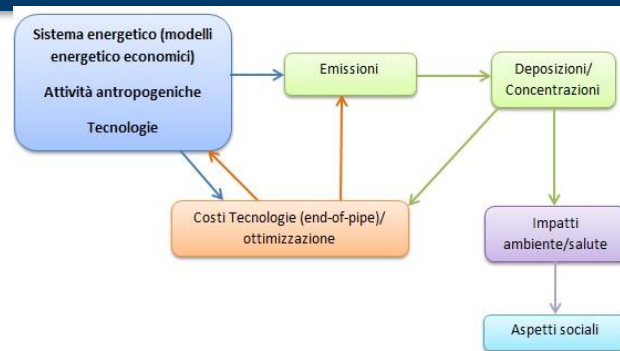 Sistema energetico (modelli
energetico economici)
Attività antropogeniche
Tecnologie
Emissioni
Deposizioni/
Concentrazioni
Costi Tecnologie (end-of-pipe)/
ottimizzazione
Impatti
ambiente/salute
Aspetti sociali